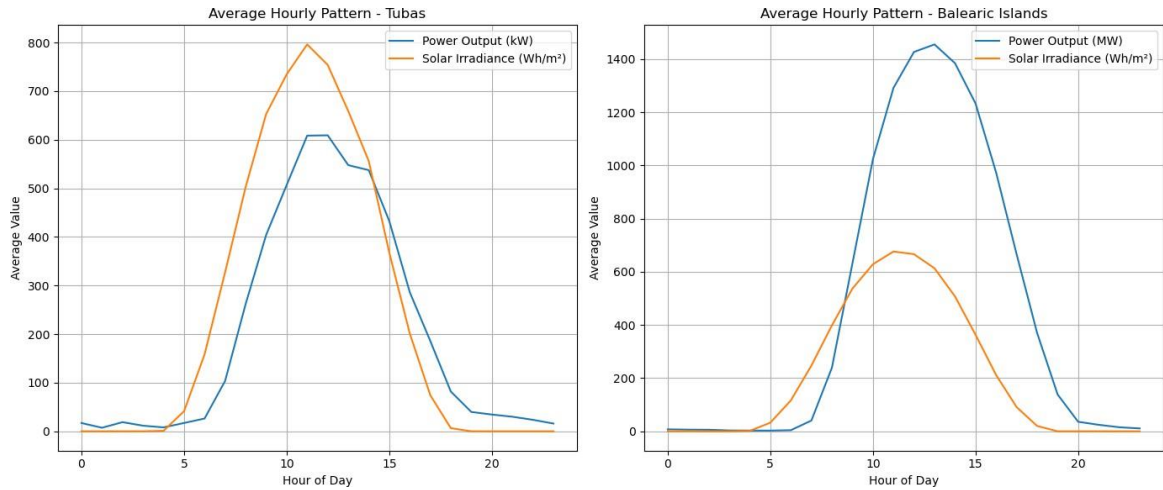 Average Hourly Pattern - Tubas
Power Output (kW)
Solar Irradiance (Wh/m²)
800
700
600
500
400
300
200
100
0
Average Value
0 5 10 15 20
Hour of Day
Average Hourly Pattern - Balearic Islands
Power Output (MW)
Solar Irradiance (Wh/m²)
1400
1200
1000
800
600
400
200
0
Average Value
0 5 10 15 20
Hour of Day